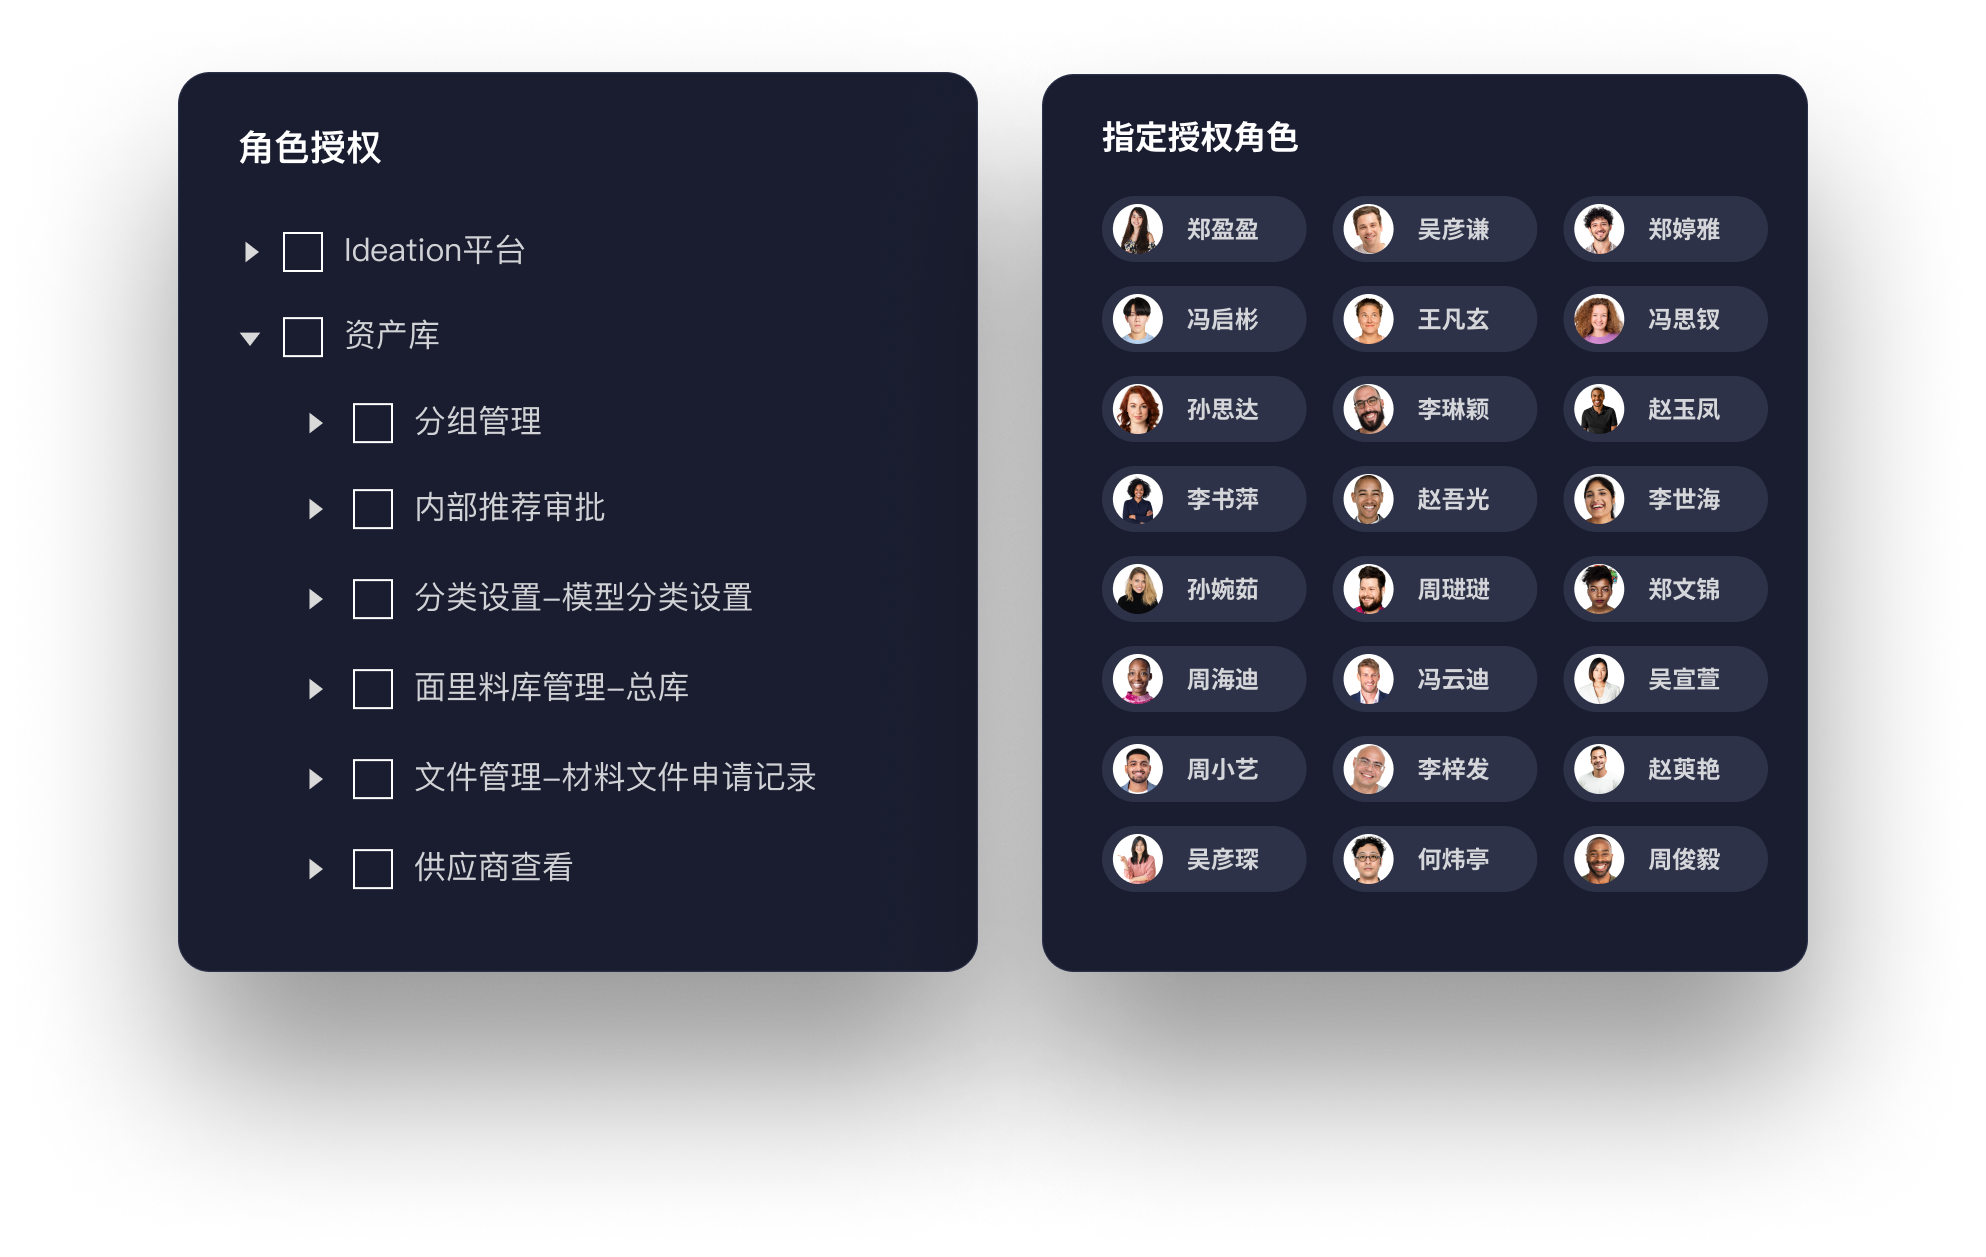 角色授权
Ideation平台
资产库
分组管理
内部推荐审批
分类设置-模型分类设置
面里料库管理-总库
文件管理-材料文件申请记录
供应商查看
指定授权角色
郑盈盈 吴彦谦 郑婷雅
冯启彬 王凡玄 冯思钗
孙思达 李琳颖 赵玉凤
李书萍 赵吾光 李世海
孙婉茹 周琎琎 郑文锦
周海迪 冯云迪 吴宣萱
周小艺 李梓发 赵萸艳
吴彦琛 何炜亭 周俊毅